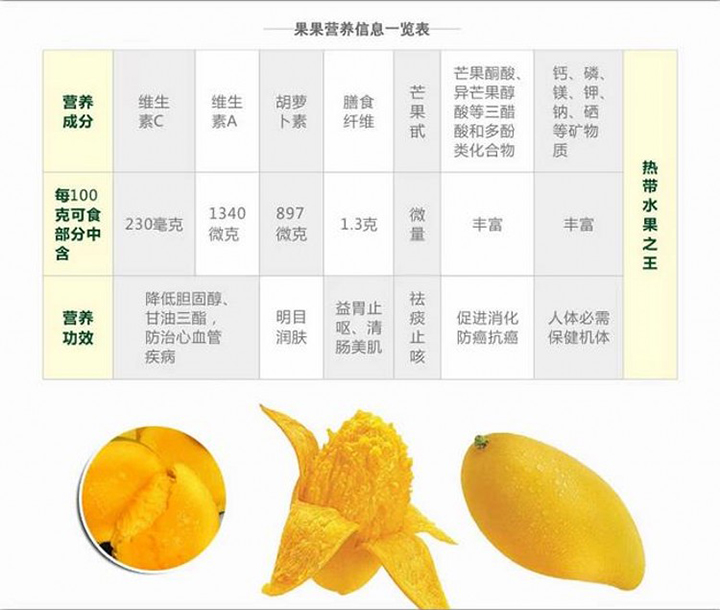 果果营养信息一览表
营养
成分
维生
素C
维生
素A
胡萝
卜素
膳食
纤维
芒
果
甙
芒果酮酸、
异芒果醇
酸等三醋
酸和多酚
类化合物
钙、磷、
镁、钾、
钠、硒
等矿物
质
热
带
水
果
之
王
每100
克可食
部分中
含
230毫克
1340
微克
897
微克
1.3克
微
量
丰富
丰富
营养
功效
降低胆固醇、
甘油三酯，
防治心血管
疾病
明目
润肤
益胃止
呕、清
肠美肌
祛
痰
止
咳
促进消化
防癌抗癌
人体必需
保健机体